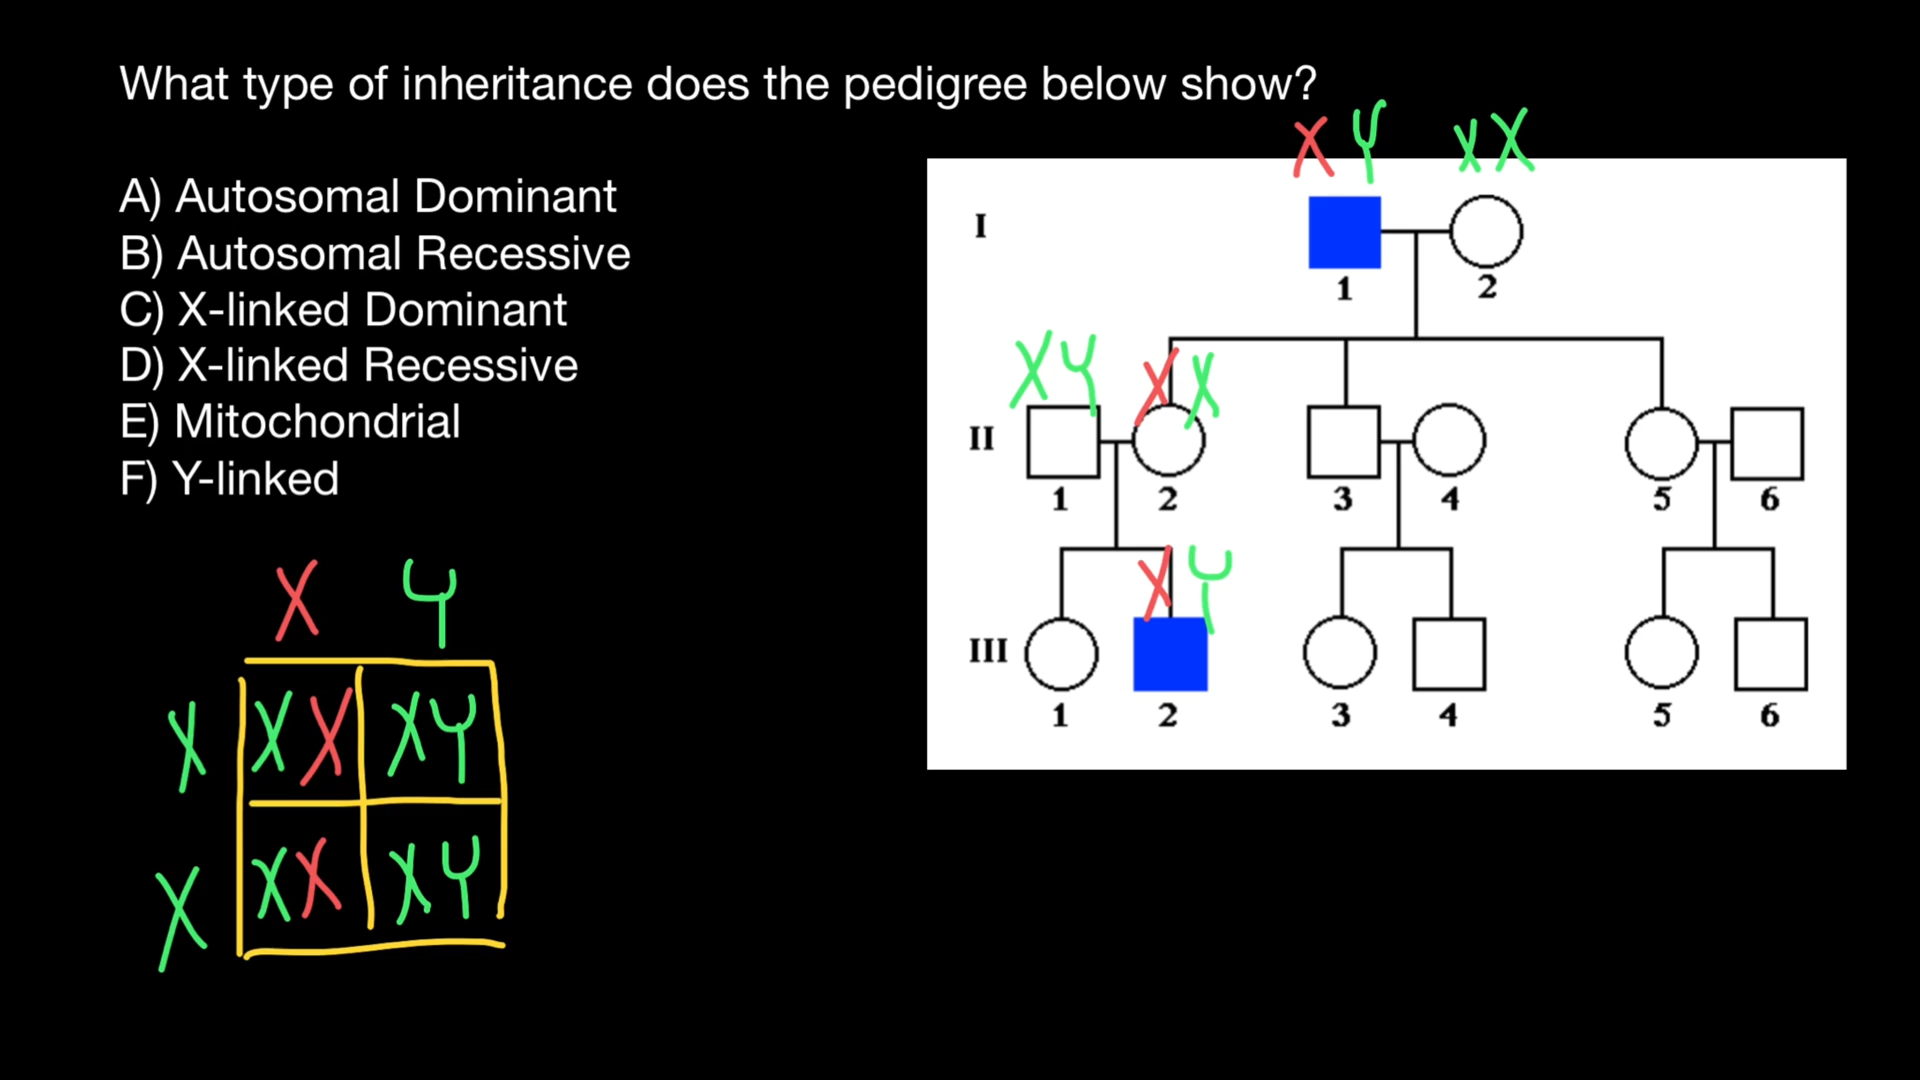 What type of inheritance does the pedigree below show?
A) Autosomal Dominant
B) Autosomal Recessive
C) X-linked Dominant
D) X-linked Recessive
E) Mitochondrial
F) Y-linked
X Y
X XX XY
X XX XY
X Y XX
I
1 2
XY XX
II
1 2 3 4 5 6
XY
III
1 2 3 4 5 6